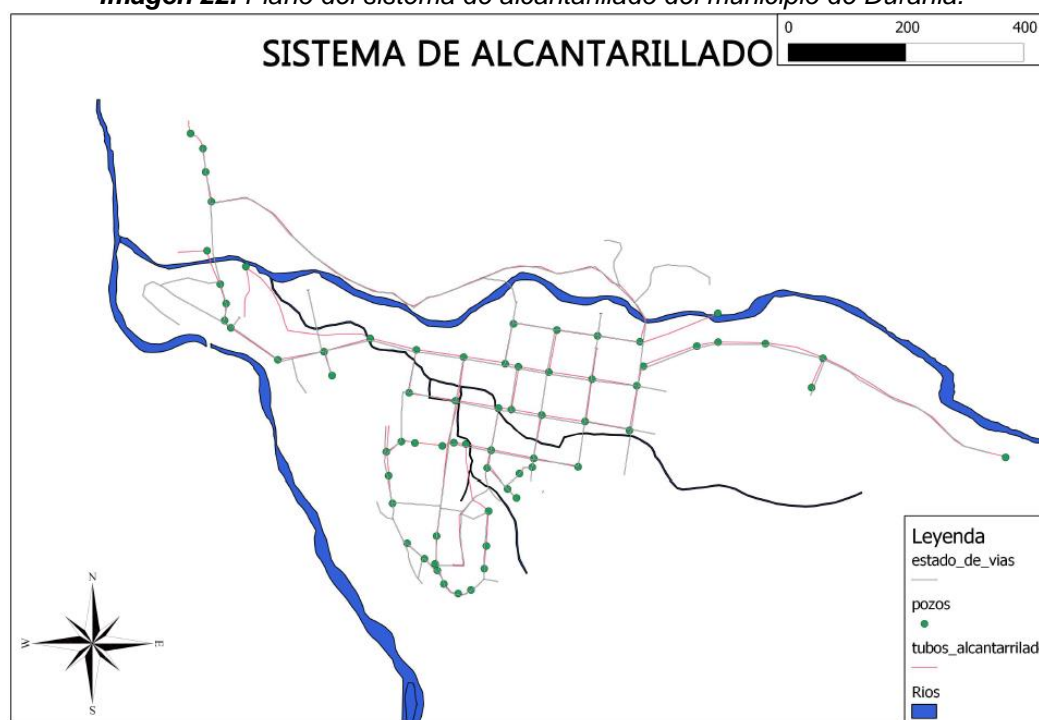 Imagen 22. Plano del sistema de alcantarillado del municipio de Durania.
SISTEMA DE ALCANTARILLADO
0 200 400
N
W E
S
Leyenda
estado_de_vias
pozos
tubos_alcantarrilado
Rios